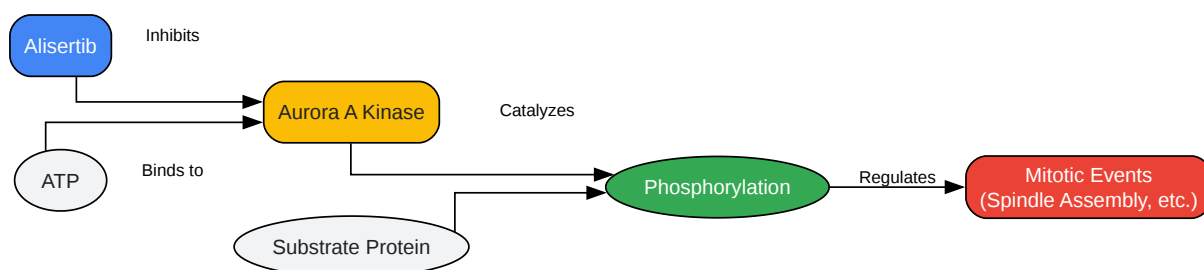 Alisertib
Inhibits
Aurora A Kinase
Catalyzes
ATP
Binds to
Phosphorylation
Regulates
Mitotic Events
(Spindle Assembly, etc.)
Substrate Protein